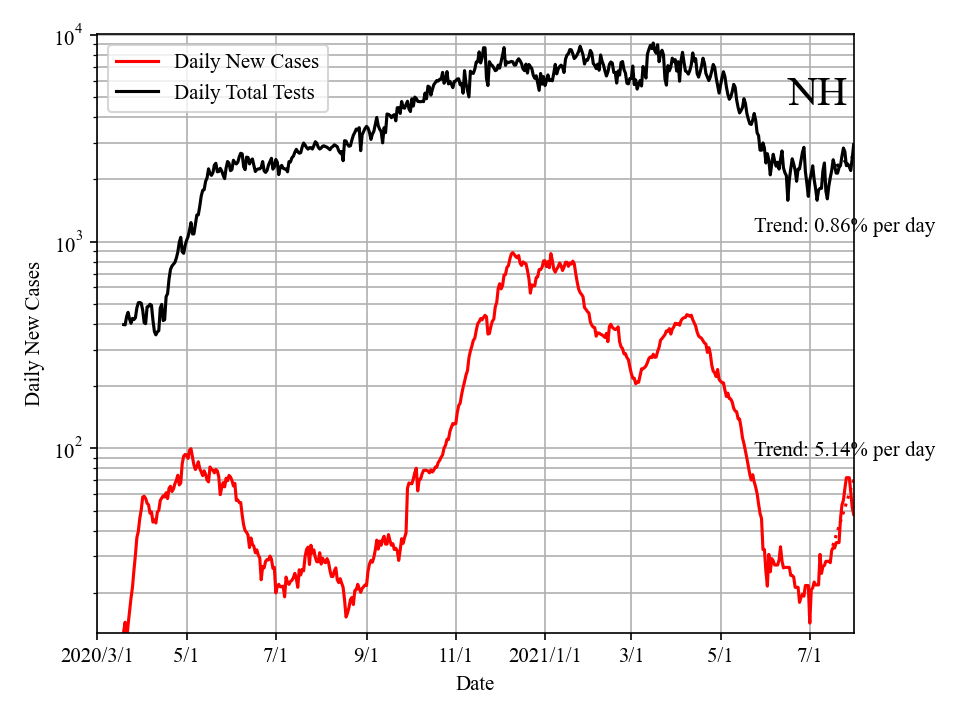 Daily New Cases
Daily Total Tests
NH
10^4
10^3
10^2
Daily New Cases
Trend: 0.86% per day
Trend: 5.14% per day
2020/3/1 5/1 7/1 9/1 11/1 2021/1/1 3/1 5/1 7/1
Date